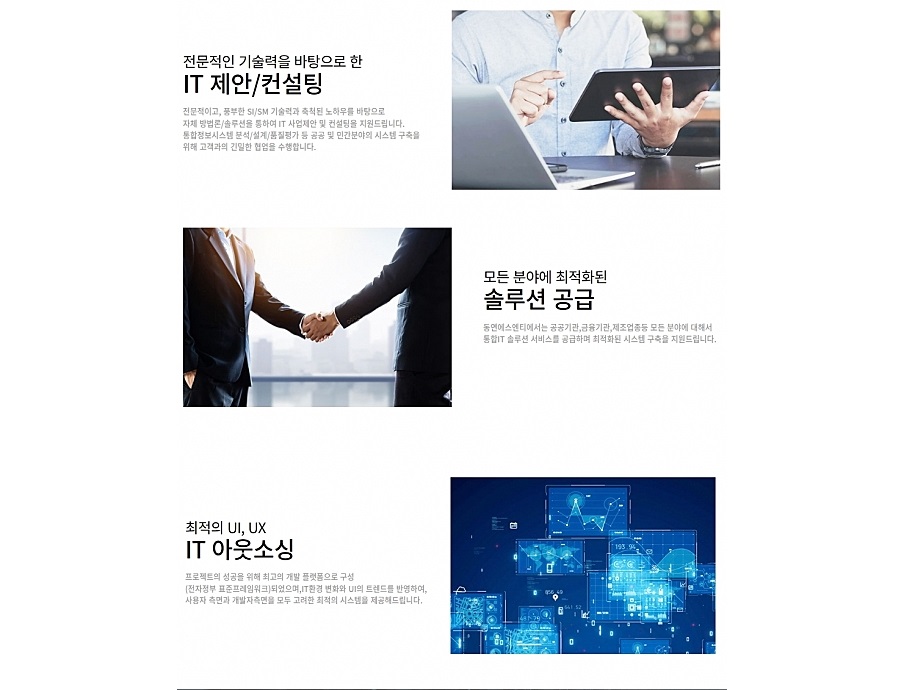 전문적인 기술력을 바탕으로 한
IT 제안/컨설팅
전문적이고, 풍부한 SI/SM 기술력과 축적된 노하우를 바탕으로
자체 방법론/솔루션을 통하여 IT 사업제안 및 컨설팅을 지원드립니다.
통합정보시스템 분석/설계/품질평가 등 공공 및 민간분야의 시스템 구축을
위해 고객과의 긴밀한 협업을 수행합니다.
모든 분야에 최적화된
솔루션 공급
동연에스엔티에서는 공공기관,금융기관,제조업종등 모든 분야에 대해서
통합IT 솔루션 서비스를 공급하며 최적화된 시스템 구축을 지원드립니다.
최적의 UI, UX
IT 아웃소싱
프로젝트의 성공을 위해 최고의 개발 플랫폼으로 구성
(전자정부 표준프레임워크)되었으며,IT환경 변화와 UI의 트렌드를 반영하여,
사용자 측면과 개발자측면을 모두 고려한 최적의 시스템을 제공해드립니다.
193 94